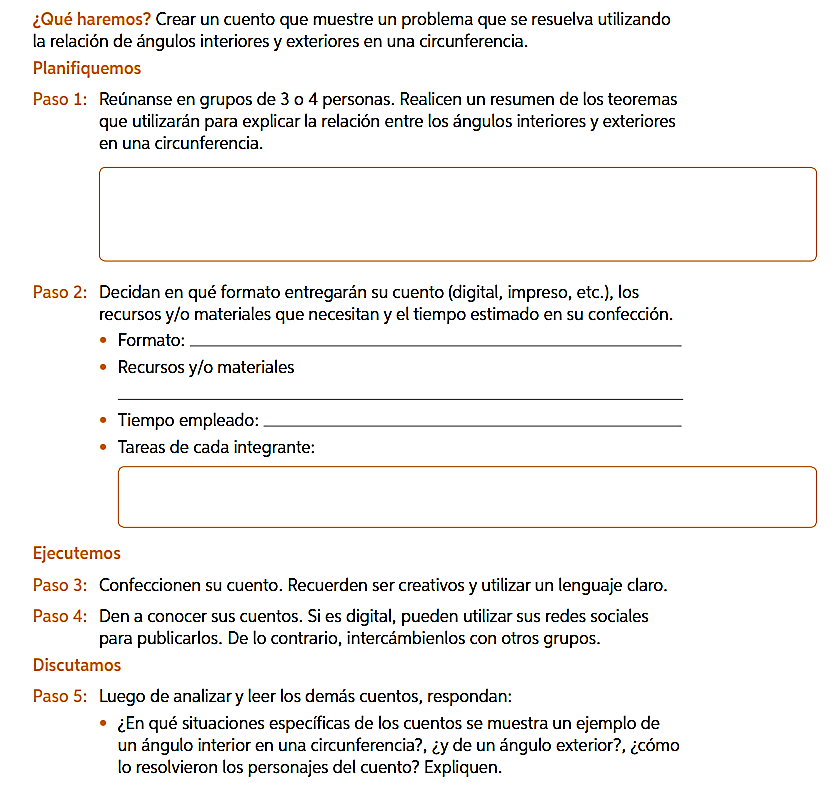 ¿Qué haremos? Crear un cuento que muestre un problema que se resuelva utilizando
la relación de ángulos interiores y exteriores en una circunferencia.
Planifiquemos
Paso 1: Reúnanse en grupos de 3 o 4 personas. Realicen un resumen de los teoremas
que utilizarán para explicar la relación entre los ángulos interiores y exteriores
en una circunferencia.
Paso 2: Decidan en qué formato entregarán su cuento (digital, impreso, etc.), los
recursos y/o materiales que necesitan y el tiempo estimado en su confección.
• Formato:
• Recursos y/o materiales
• Tiempo empleado:
• Tareas de cada integrante:
Ejecutemos
Paso 3: Confeccionen su cuento. Recuerden ser creativos y utilizar un lenguaje claro.
Paso 4: Den a conocer sus cuentos. Si es digital, pueden utilizar sus redes sociales
para publicarlos. De lo contrario, intercámbienlos con otros grupos.
Discutamos
Paso 5: Luego de analizar y leer los demás cuentos, respondan:
• ¿En qué situaciones específicas de los cuentos se muestra un ejemplo de
un ángulo interior en una circunferencia?, ¿y de un ángulo exterior?, ¿cómo
lo resolvieron los personajes del cuento? Expliquen.